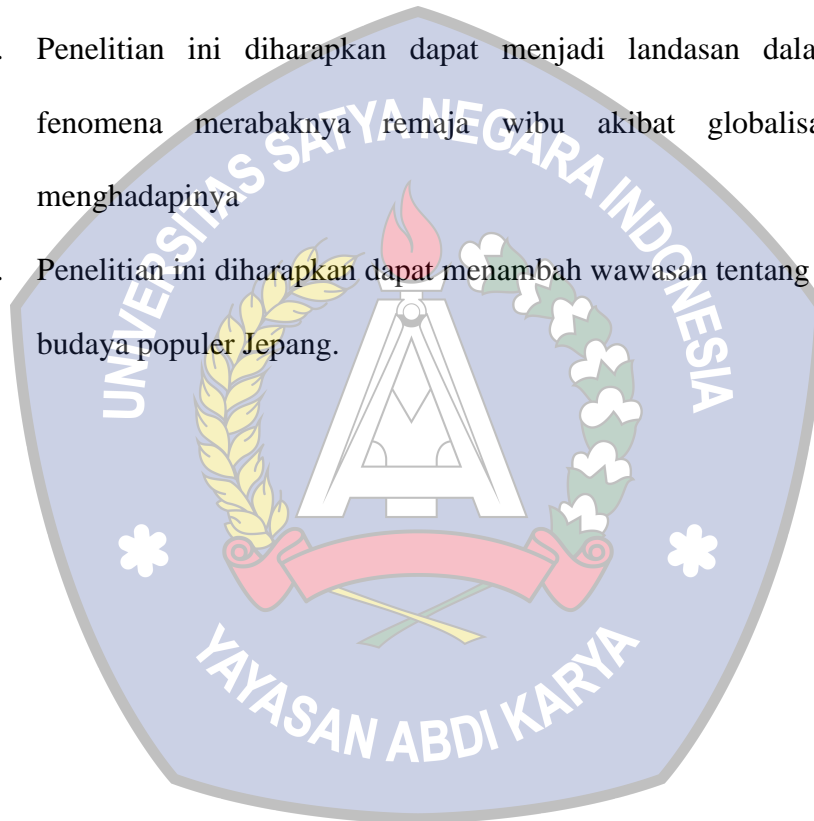 . Penelitian ini diharapkan dapat menjadi landasan dala
fenomena merabaknya remaja wibu akibat globalisa
menghadapinya
. Penelitian ini diharapkan dapat menambah wawasan tentang
budaya populer Jepang.
UNIVERSITAS SATYA NEGARA INDONESIA
YAYASAN ABDI KARYA